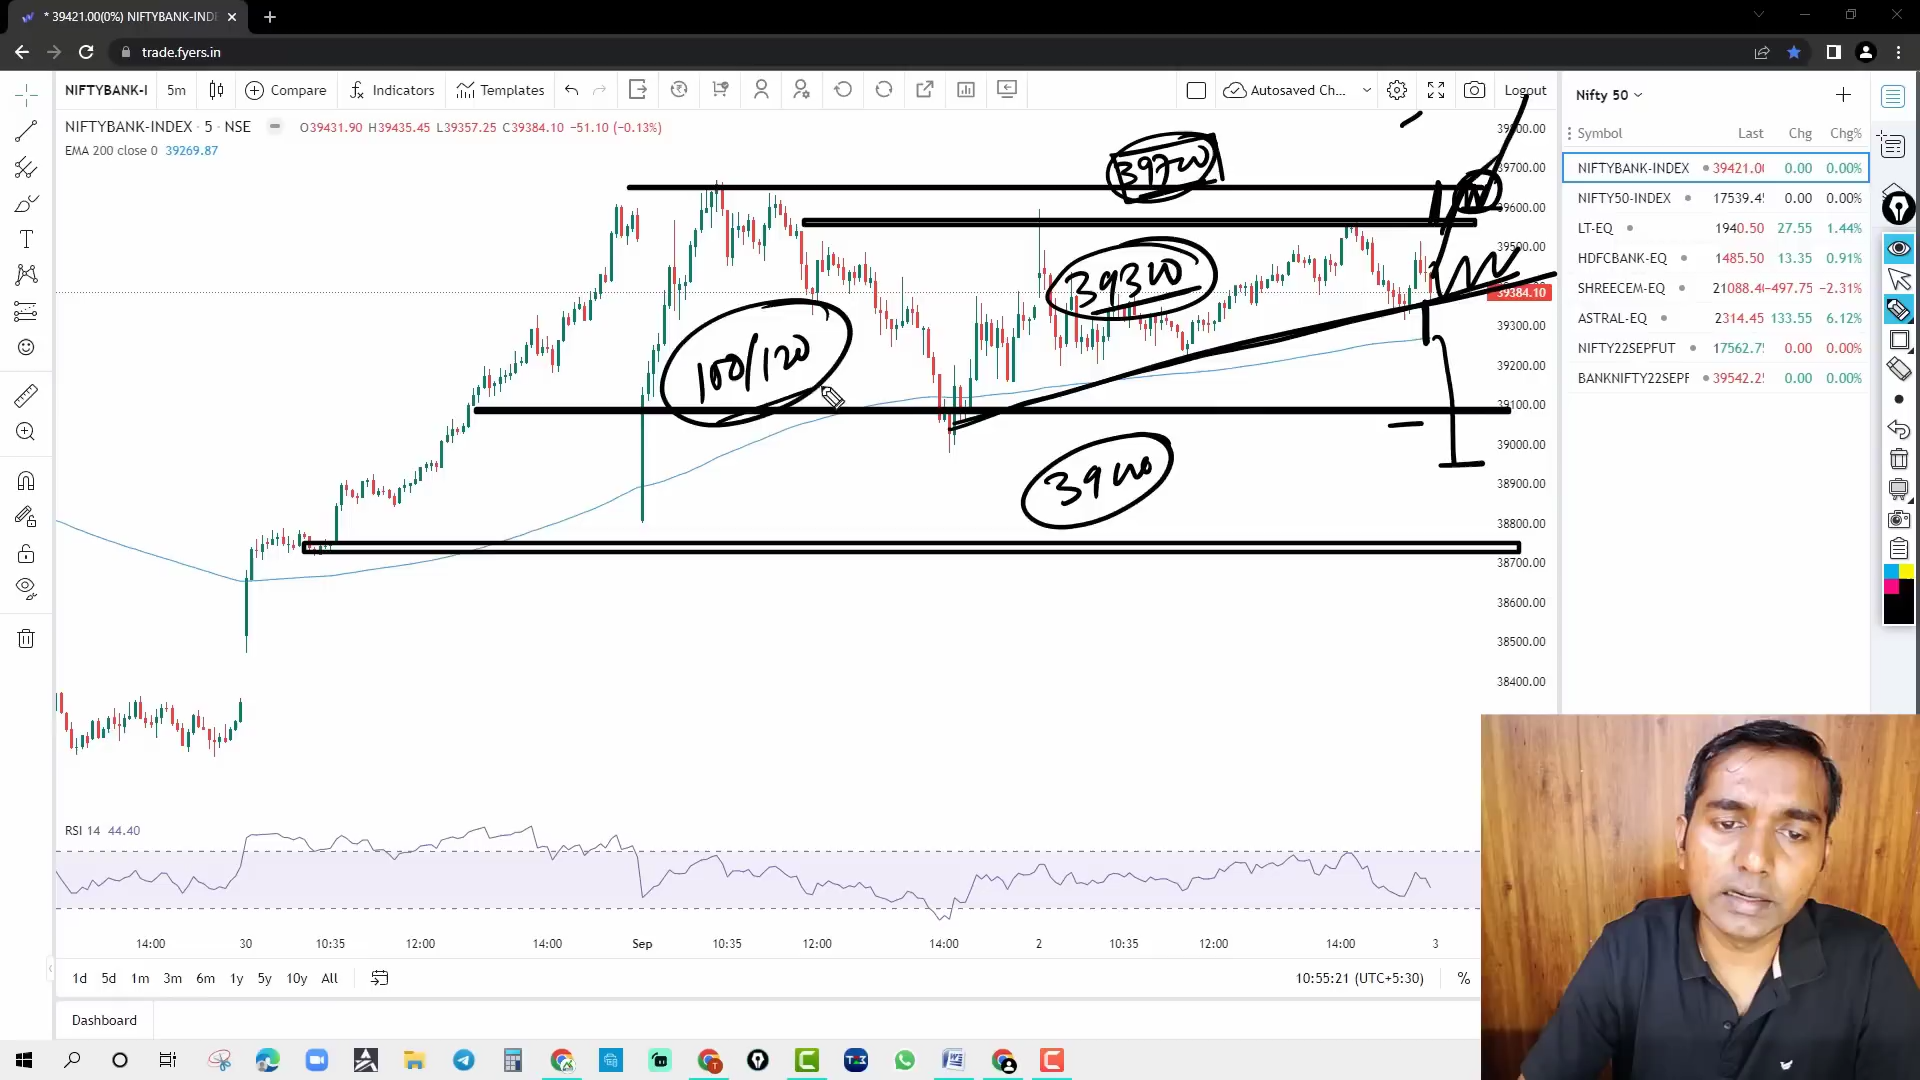 * 39421.00(0%) NIFTYBANK-INDE
trade.fyers.in
NIFTYBANK-I 5m Compare Indicators Templates Autosaved Ch... Logout
NIFTYBANK-INDEX · 5 · NSE O39431.90 H39435.45 L39357.25 C39384.10 −51.10 (−0.13%)
EMA 200 close 0 39269.87
39700
39300
100/120
39700.00
39600.00
39500.00
39384.10
39300.00
39200.00
39100.00
39000.00
38900.00
38800.00
38700.00
38600.00
38500.00
38400.00
RSI 14 44.40
14:00 30 10:35 12:00 14:00 Sep 10:35 12:00 14:00 2 10:35 12:00 14:00 3
1d 5d 1m 3m 6m 1y 5y 10y All 10:55:21 (UTC+5:30) %
Dashboard
Nifty 50
Symbol Last Chg Chg%
NIFTYBANK-INDEX 39421.0 0.00 0.00%
NIFTY50-INDEX 17539.4 0.00 0.00%
LT-EQ 1940.50 27.55 1.44%
HDFCBANK-EQ 1485.50 13.35 0.91%
SHREECEM-EQ 21088.4 −497.75 −2.31%
ASTRAL-EQ 2314.45 133.55 6.12%
NIFTY22SEPFUT 17562.7 0.00 0.00%
BANKNIFTY22SEPF 39542.2 0.00 0.00%